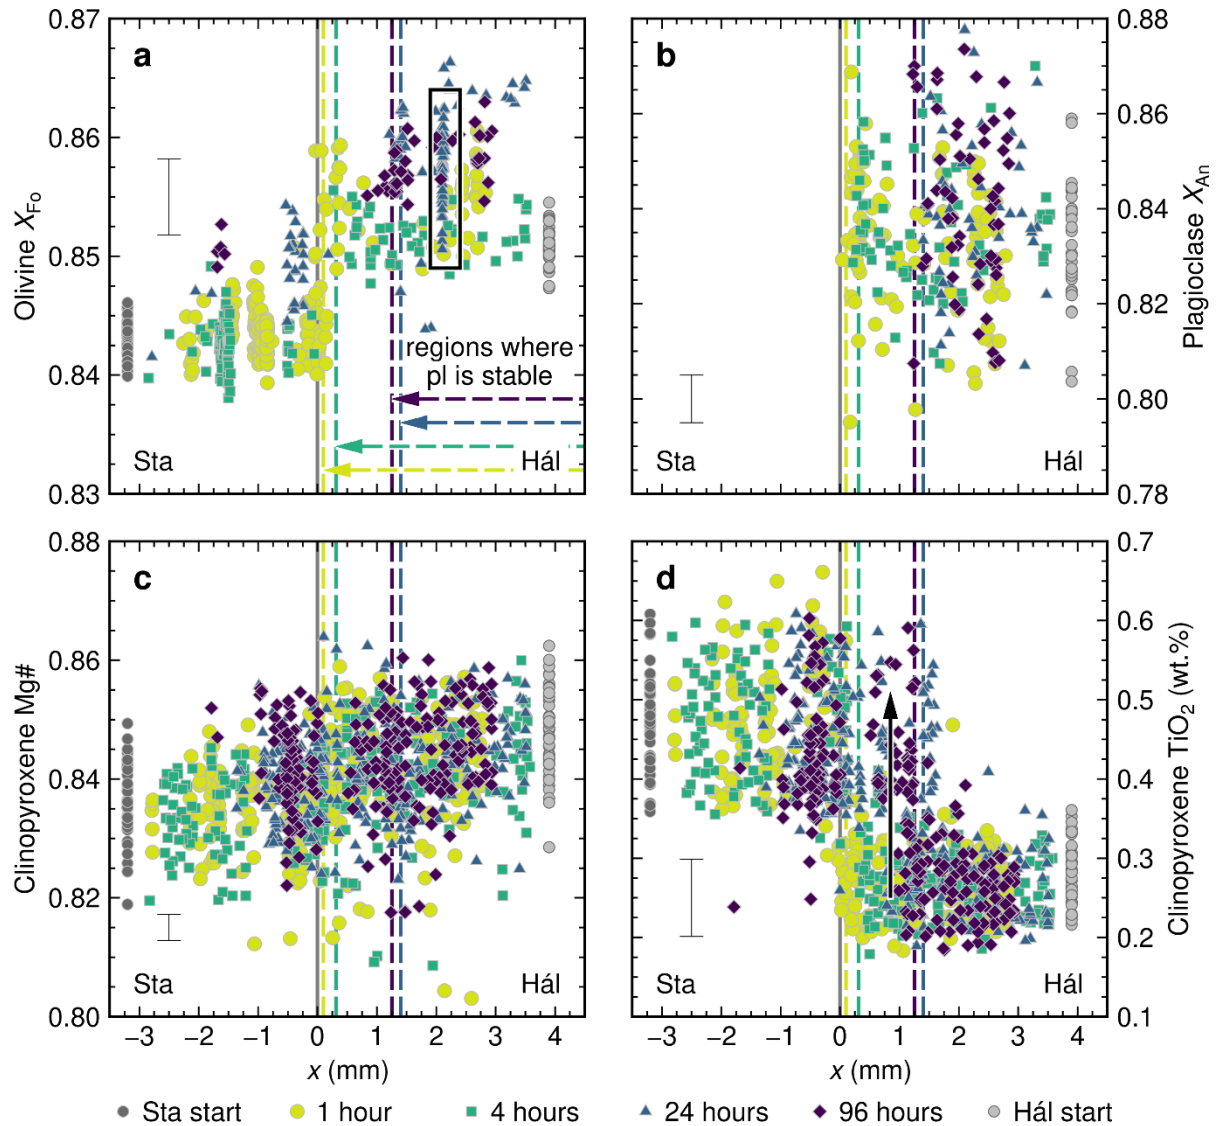 a
b
0.87
0.86
0.85
0.84
0.83
Olivine XFo
regions where
pl is stable
Sta
Hál
0.88
0.86
0.84
0.82
0.80
0.78
Plagioclase XAn
Sta
Hál
c
d
0.88
0.86
0.84
0.82
0.80
Clinopyroxene Mg#
Sta
Hál
0.7
0.6
0.5
0.4
0.3
0.2
0.1
Clinopyroxene TiO2 (wt.%)
Sta
Hál
−3 −2 −1 0 1 2 3 4
−3 −2 −1 0 1 2 3 4
x (mm)
x (mm)
Sta start 1 hour 4 hours 24 hours 96 hours Hál start